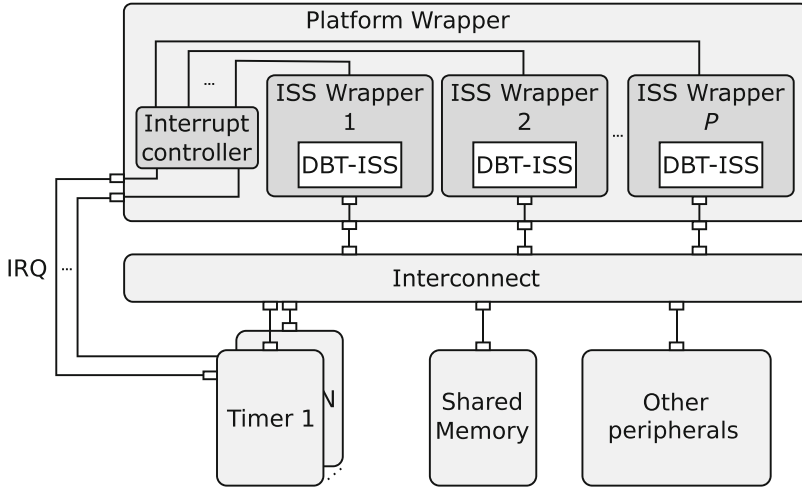 Platform Wrapper
...
ISS Wrapper
1
DBT-ISS
ISS Wrapper
2
DBT-ISS
...
ISS Wrapper
P
DBT-ISS
Interrupt
controller
IRQ
...
Interconnect
Timer 1
N
...
Shared
Memory
Other
peripherals